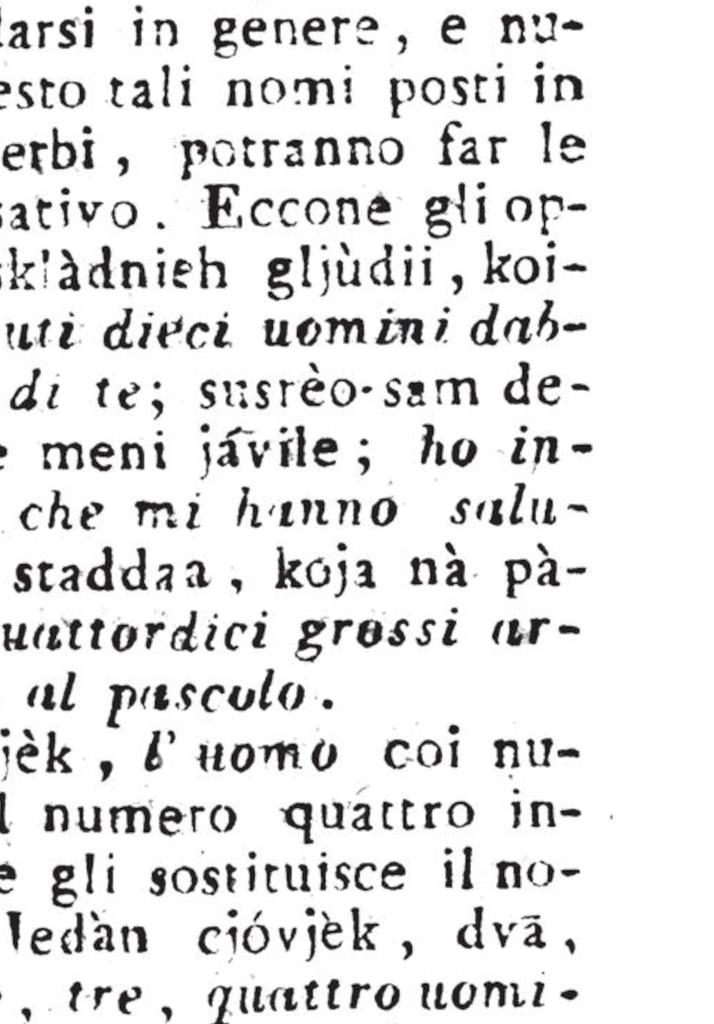 larsi in genere, e nu-
esto tali nomi posti in
erbi, potranno far le
sativo. Eccone gli op-
sklàdnieh gljùdii, koi-
uti dieci uomini dab-
di te; susrèo-sam de-
e meni jávile; ho in-
che mi hanno salu-
staddaa, koja nà pà-
uattordici grossi ar-
al pascolo.
jèk, l'uomo coi nu-
l numero quattro in-
e gli sostituisce il no-
Jedàn cjóvjèk, dvā,
, tre, quattro uomi-